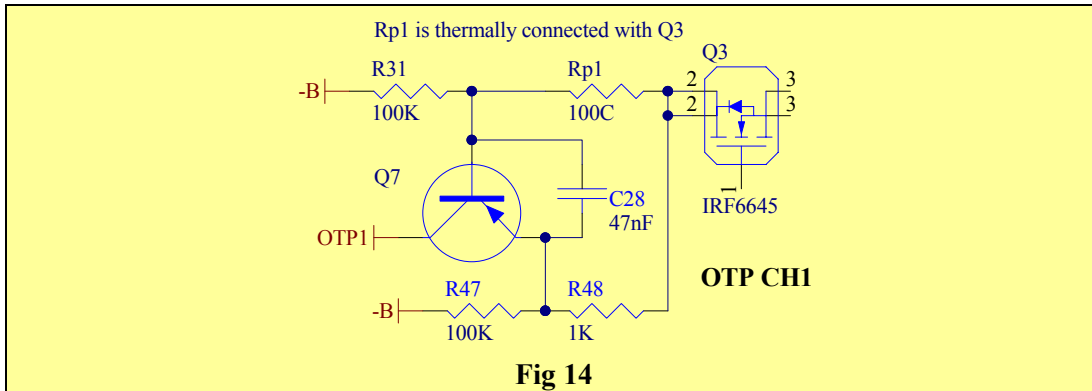 Rp1 is thermally connected with Q3
Q3
R31
Rp1
-B
2
3
100K
100C
2
3
Q7
1
C28
IRF6645
47nF
OTP1
OTP CH1
R47
R48
-B
100K
1K
Fig 14